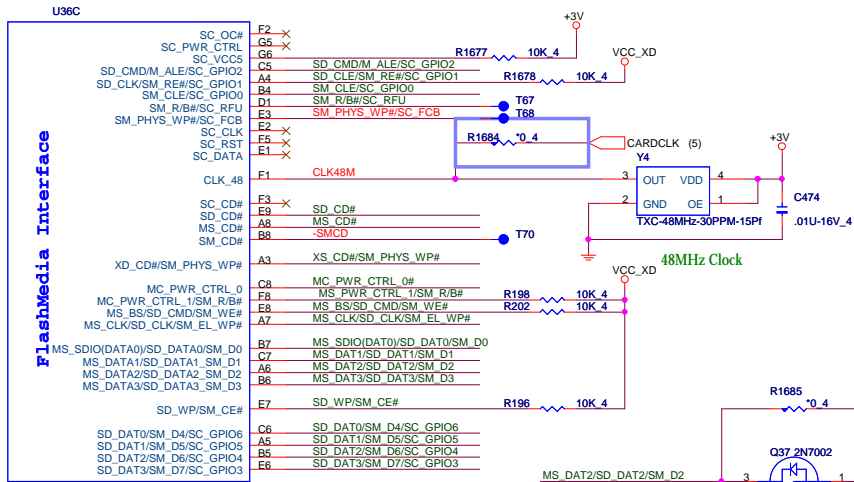 U36C
FlashMedia Interface
SC_OC# F2
SC_PWR_CTRL G5
SC_VCC5 G6
SD_CMD/M_ALE/SC_GPIO2 C5 SD_CMD/M_ALE/SC_GPIO2
SD_CLK/SM_RE#/SC_GPIO1 A4 SD_CLE/SM_RE#/SC_GPIO1
SM_CLE/SC_GPIO0 B4 SM_CLE/SC_GPIO0
SM_R/B#/SC_RFU D1 SM_R/B#/SC_RFU T67
SM_PHYS_WP#/SC_FCB E3 SM_PHYS_WP#/SC_FCB T68
SC_CLK E2
SC_RST F5
SC_DATA E1
CLK_48 F1 CLK48M
SC_CD# F3
SD_CD# E9 SD_CD#
MS_CD# A8 MS_CD#
SM_CD# B8 -SMCD T70
XD_CD#/SM_PHYS_WP# A3 XS_CD#/SM_PHYS_WP#
MC_PWR_CTRL_0 C8 MC_PWR_CTRL_0#
MC_PWR_CTRL_1/SM_R/B# F8 MS_PWR_CTRL_1/SM_R/B#
MS_BS/SD_CMD/SM_WE# E8 MS_BS/SD_CMD/SM_WE#
MS_CLK/SD_CLK/SM_EL_WP# A7 MS_CLK/SD_CLK/SM_EL_WP#
MS_SDIO(DATA0)/SD_DATA0/SM_D0 B7 MS_SDIO(DAT0)/SD_DAT0/SM_D0
MS_DATA1/SD_DATA1_SM_D1 C7 MS_DAT1/SD_DAT1/SM_D1
MS_DATA2/SD_DATA2_SM_D2 A6 MS_DAT2/SD_DAT2/SM_D2
MS_DATA3/SD_DATA3_SM_D3 B6 MS_DAT3/SD_DAT3/SM_D3
SD_WP/SM_CE# E7 SD_WP/SM_CE#
SD_DAT0/SM_D4/SC_GPIO6 C6 SD_DAT0/SM_D4/SC_GPIO6
SD_DAT1/SM_D5/SC_GPIO5 A5 SD_DAT1/SM_D5/SC_GPIO5
SD_DAT2/SM_D6/SC_GPIO4 B5 SD_DAT2/SM_D6/SC_GPIO4
SD_DAT3/SM_D7/SC_GPIO3 E6 SD_DAT3/SM_D7/SC_GPIO3
+3V
R1677 10K_4
VCC_XD
R1678 10K_4
R1684 *0_4
CARDCLK (5)
+3V
Y4
3 OUT VDD 4
2 GND OE 1
TXC-48MHz-30PPM-15Pf
C474
.01U-16V_4
48MHz Clock
VCC_XD
R198 10K_4
R202 10K_4
R196 10K_4
R1685
*0_4
Q37 2N7002
MS_DAT2/SD_DAT2/SM_D2 3 1